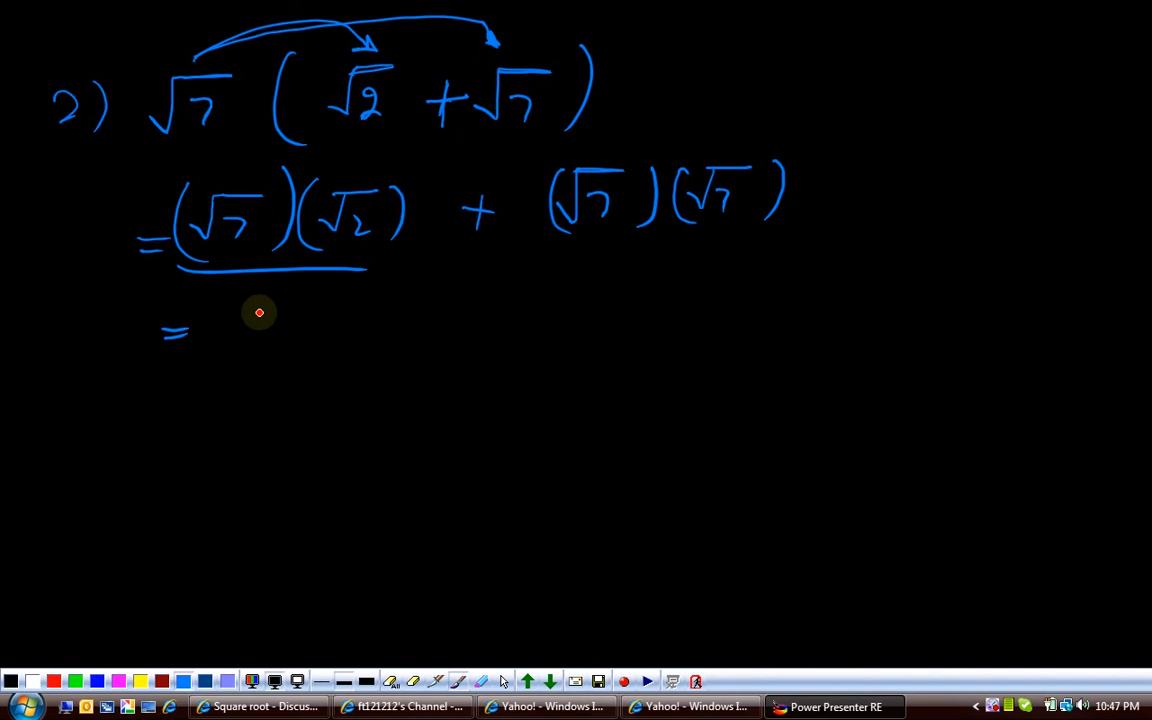 2) √7 ( √2 + √7 )
= (√7)(√2) + (√7)(√7)
=
Square root - Discus... ft121212's Channel -... Yahoo! - Windows I... Yahoo! - Windows I... Power Presenter RE 10:47 PM